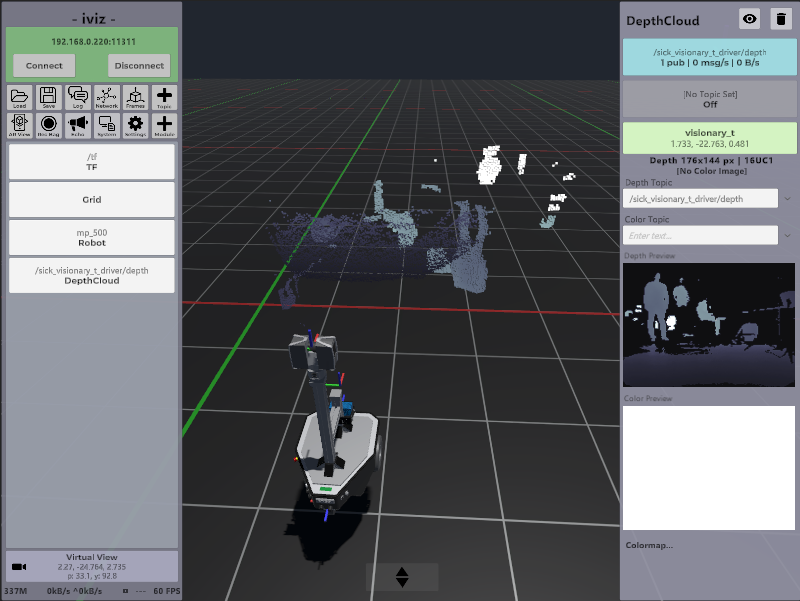 - iviz -
192.168.0.220:11311
Connect
Disconnect
Load
Save
Log
Network
Frames
Topic
AR View
Rec Bag
Echo
System
Settings
Module
/tf
TF
Grid
mp_500
Robot
/sick_visionary_t_driver/depth
DepthCloud
Virtual View
2.27, -24.764, 2.735
p: 33.1, y: 92.8
337M
0kB/s ^0kB/s
---
60 FPS
DepthCloud
/sick_visionary_t_driver/depth
1 pub | 0 msg/s | 0 B/s
[No Topic Set]
Off
visionary_t
1.733, -22.763, 0.481
Depth 176x144 px | 16UC1
[No Color Image]
Depth Topic
/sick_visionary_t_driver/depth
Color Topic
Enter text...
Depth Preview
Color Preview
Colormap...